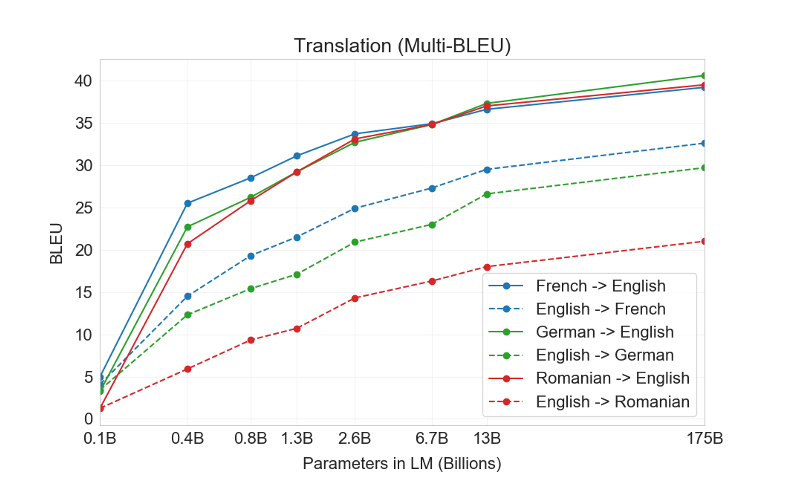 Translation (Multi-BLEU)
40
35
30
25
20
15
10
5
0
BLEU
French -> English
English -> French
German -> English
English -> German
Romanian -> English
English -> Romanian
0.1B 0.4B 0.8B 1.3B 2.6B 6.7B 13B 175B
Parameters in LM (Billions)